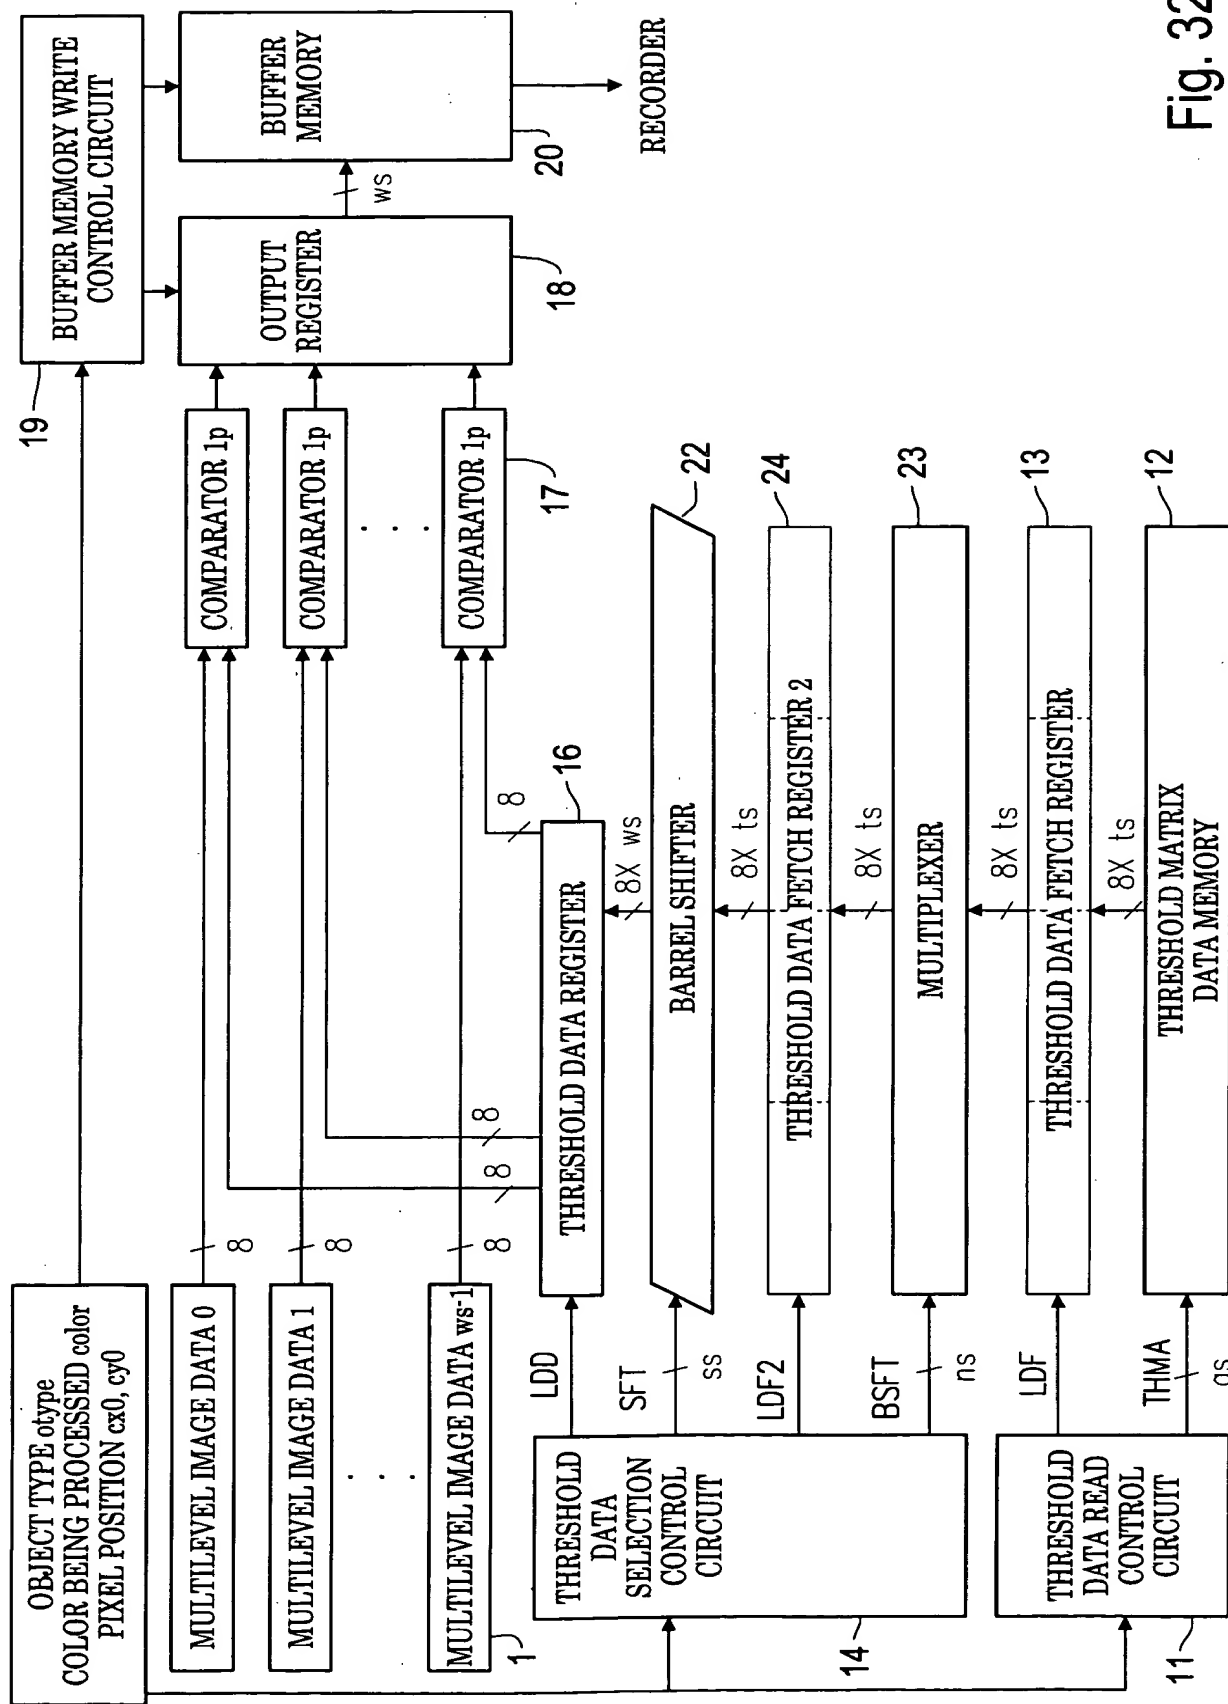 OBJECT TYPE otype
COLOR BEING PROCESSED color
PIXEL POSITION cx0, cy0
19
BUFFER MEMORY WRITE
CONTROL CIRCUIT
MULTILEVEL IMAGE DATA 0
8
COMPARATOR 1p
MULTILEVEL IMAGE DATA 1
8
COMPARATOR 1p
MULTILEVEL IMAGE DATA ws-1
1
8
COMPARATOR 1p
17
OUTPUT
REGISTER
18
ws
BUFFER
MEMORY
20
RECORDER
8
8
8
THRESHOLD DATA REGISTER
16
LDD
8X ws
THRESHOLD
DATA
SELECTION
CONTROL
CIRCUIT
14
SFT
ss
BARREL SHIFTER
22
8X ts
LDF2
THRESHOLD DATA FETCH REGISTER 2
24
8X ts
BSFT
ns
MULTIPLEXER
23
8X ts
THRESHOLD
DATA READ
CONTROL
CIRCUIT
11
LDF
THRESHOLD DATA FETCH REGISTER
13
8X ts
THMA
as
THRESHOLD MATRIX
DATA MEMORY
12
Fig. 32